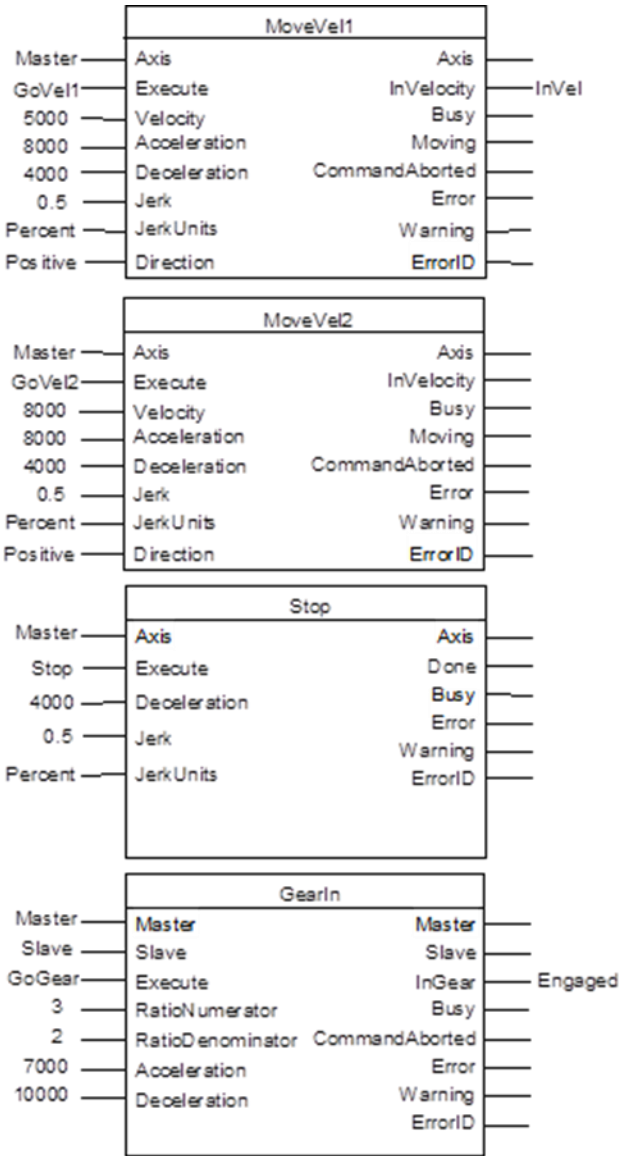 MoveVel1
Master Axis Axis
GoVel1 Execute InVelocity InVel
5000 Velocity Busy
8000 Acceleration Moving
4000 Deceleration CommandAborted
0.5 Jerk Error
Percent JerkUnits Warning
Positive Direction ErrorID
MoveVel2
Master Axis Axis
GoVel2 Execute InVelocity
8000 Velocity Busy
8000 Acceleration Moving
4000 Deceleration CommandAborted
0.5 Jerk Error
Percent JerkUnits Warning
Positive Direction ErrorID
Stop
Master Axis Axis
Stop Execute Done
4000 Deceleration Busy
0.5 Jerk Error
Percent JerkUnits Warning
ErrorID
GearIn
Master Master Master
Slave Slave Slave
GoGear Execute InGear Engaged
3 RatioNumerator Busy
2 RatioDenominator CommandAborted
7000 Acceleration Error
10000 Deceleration Warning
ErrorID